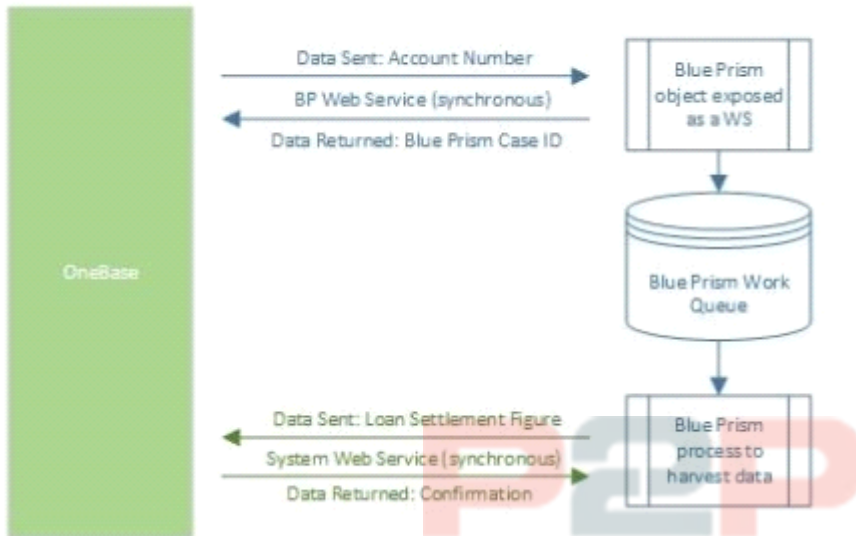 Data Sent: Account Number
BP Web Service (synchronous)
Data Returned: Blue Prism Case ID
Blue Prism
object exposed
as a WS
OneBase
Blue Prism Work
Queue
Data Sent: Loan Settlement Figure
System Web Service (synchronous)
Data Returned: Confirmation
Blue Prism
process to
harvest data
P2P